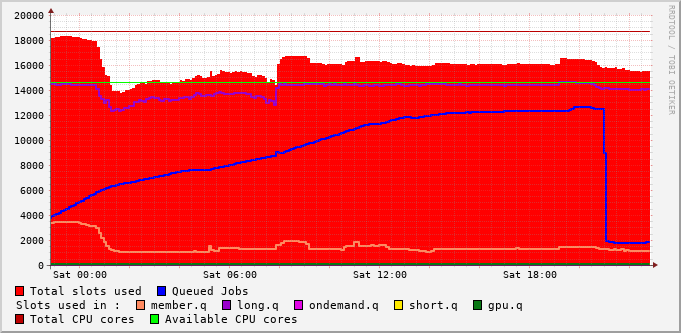 20000
18000
16000
14000
12000
10000
8000
6000
4000
2000
0
Sat 00:00 Sat 06:00 Sat 12:00 Sat 18:00
RRDTOOL / TOBI OETIKER
Total slots used Queued Jobs
Slots used in : member.q long.q ondemand.q short.q gpu.q
Total CPU cores Available CPU cores